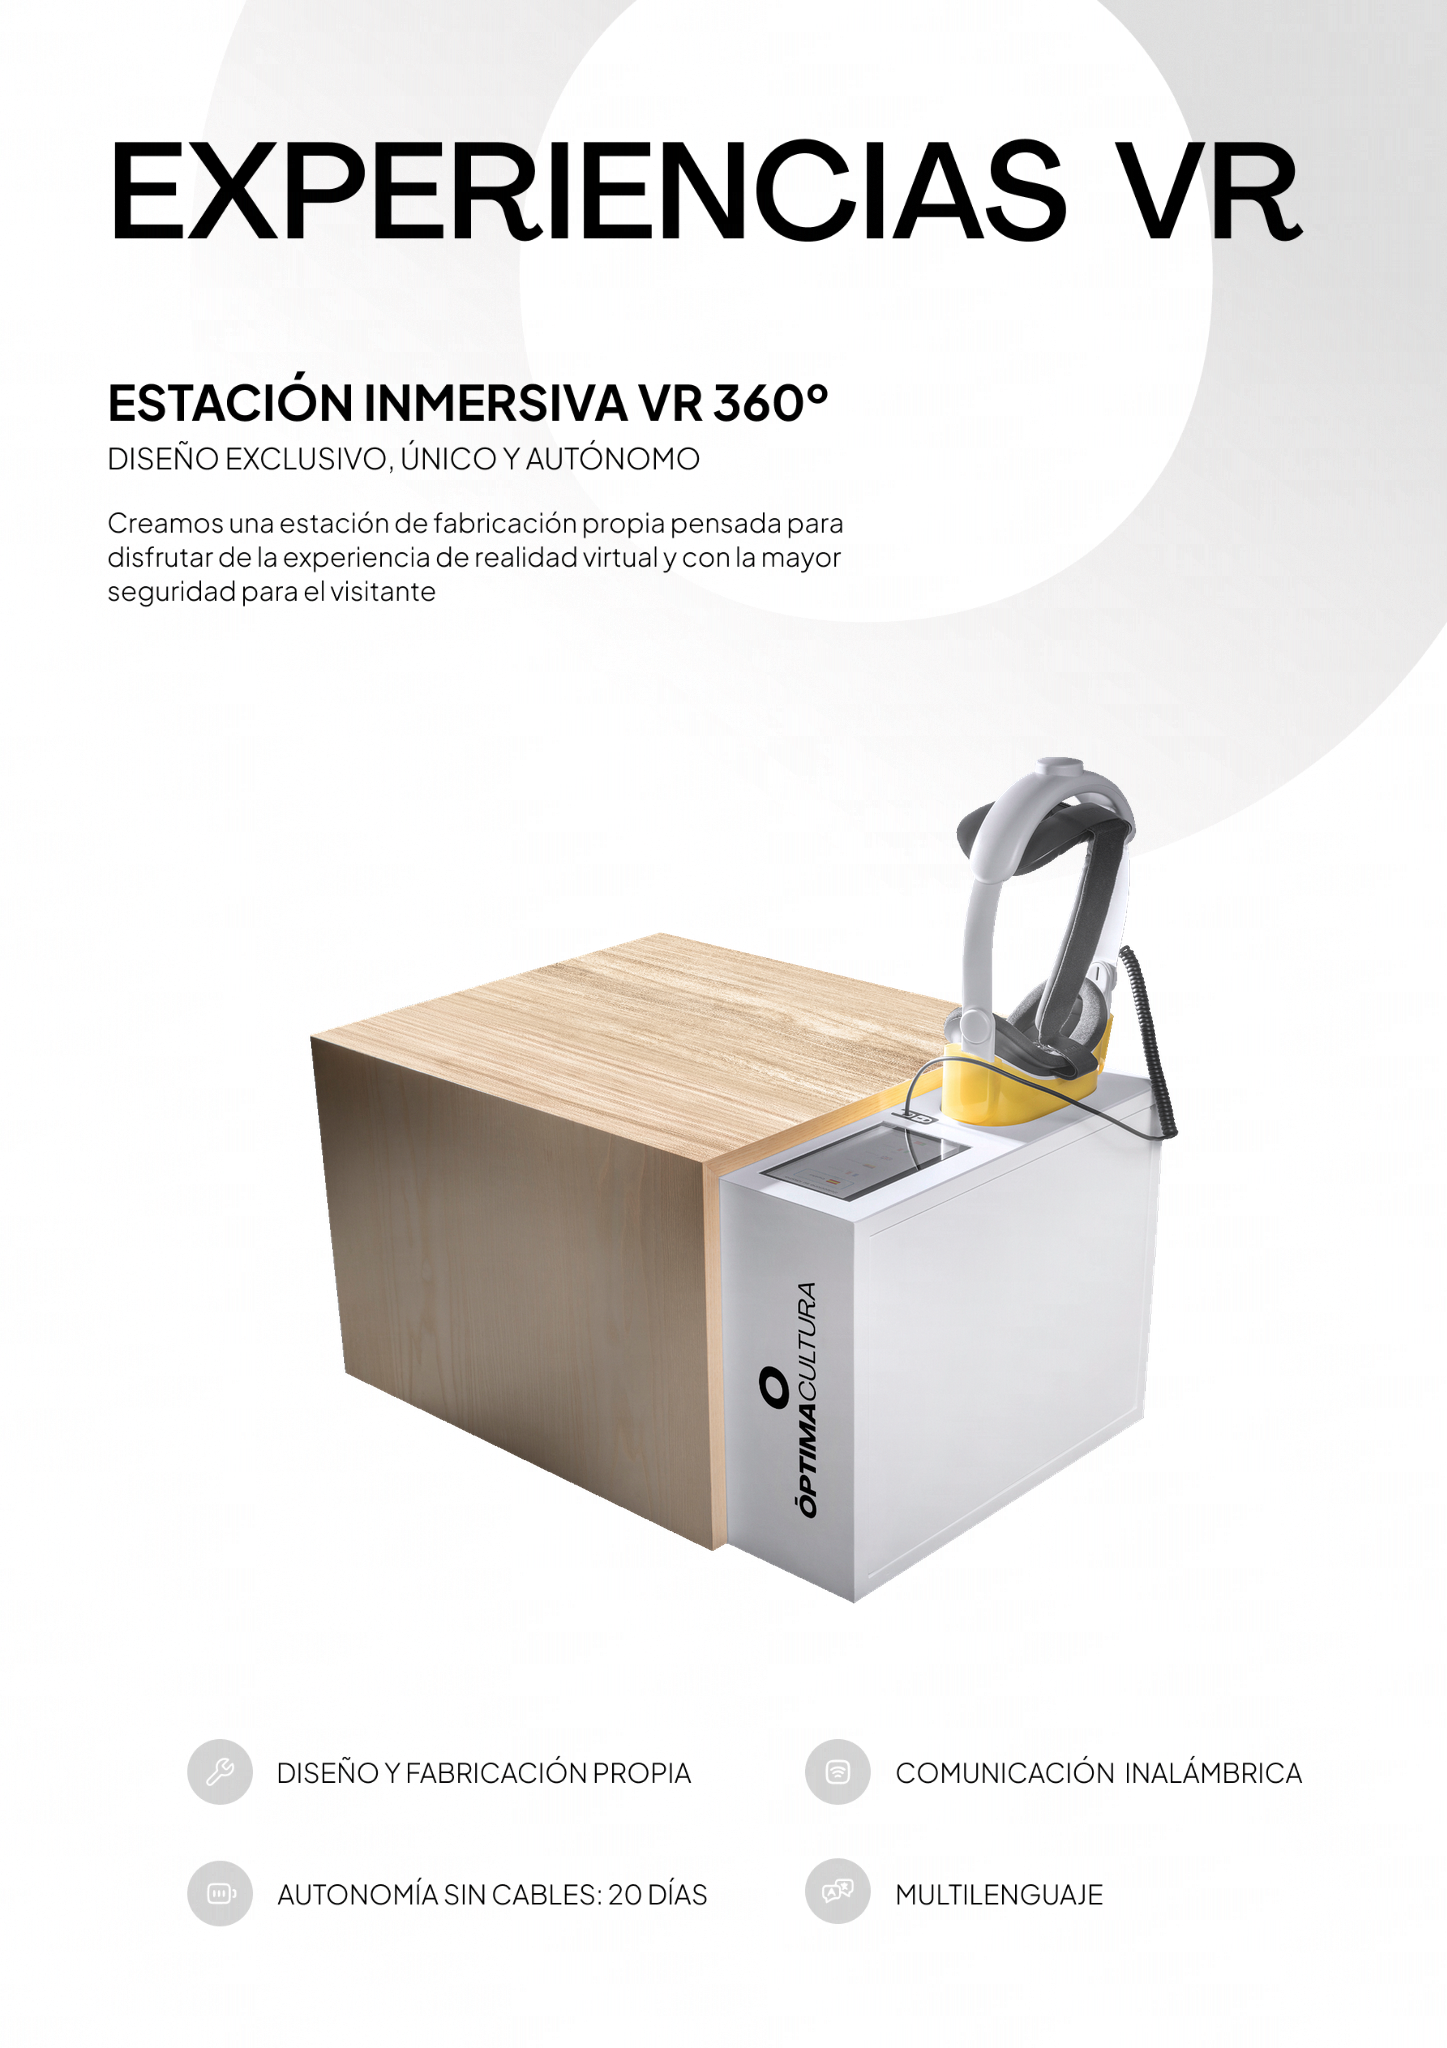 EXPERIENCIAS VR
ESTACIÓN INMERSIVA VR 360º
DISEÑO EXCLUSIVO, ÚNICO Y AUTÓNOMO
Creamos una estación de fabricación propia pensada para
disfrutar de la experiencia de realidad virtual y con la mayor
seguridad para el visitante
ÓPTIMACULTURA
DISEÑO Y FABRICACIÓN PROPIA
COMUNICACIÓN INALÁMBRICA
AUTONOMÍA SIN CABLES: 20 DÍAS
MULTILENGUAJE